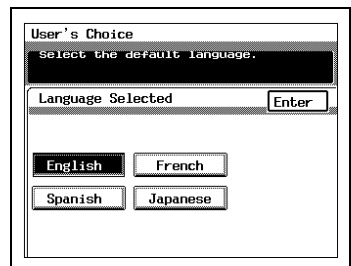 User's Choice
Select the default language.
Language Selected
Enter
English French
Spanish Japanese